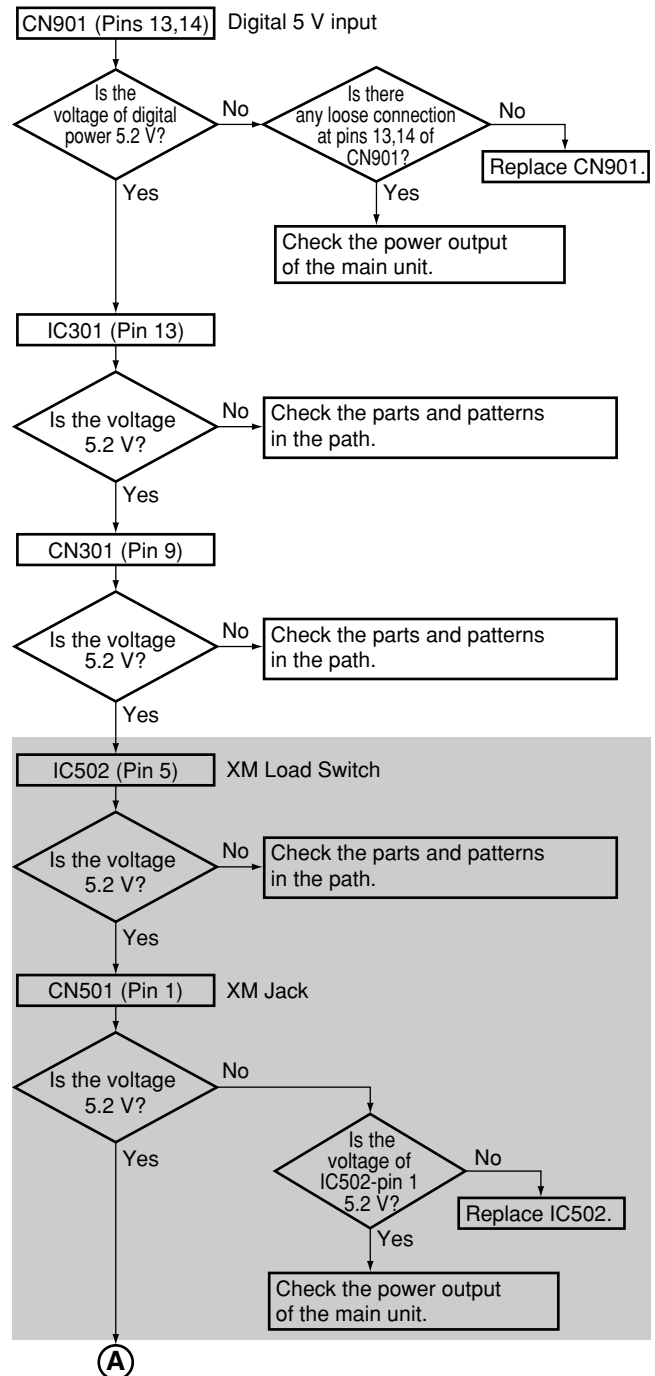 CN901 (Pins 13,14)
Digital 5 V input
Is the
voltage of digital
power 5.2 V?
No
Is there
any loose connection
at pins 13,14 of
CN901?
No
Replace CN901.
Yes
Yes
Check the power output
of the main unit.
IC301 (Pin 13)
Is the voltage
5.2 V?
No
Check the parts and patterns
in the path.
Yes
CN301 (Pin 9)
Is the voltage
5.2 V?
No
Check the parts and patterns
in the path.
Yes
IC502 (Pin 5)
XM Load Switch
Is the voltage
5.2 V?
No
Check the parts and patterns
in the path.
Yes
CN501 (Pin 1)
XM Jack
Is the voltage
5.2 V?
No
Yes
Is the
voltage of
IC502-pin 1
5.2 V?
No
Replace IC502.
Yes
Check the power output
of the main unit.
A